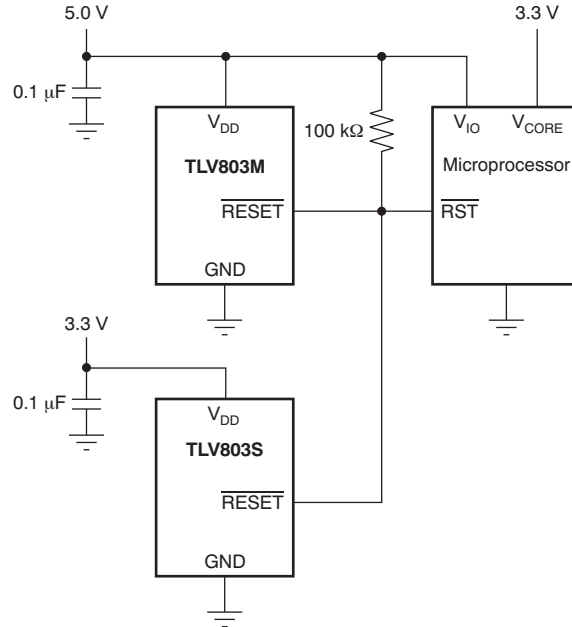 5.0 V
3.3 V
0.1 μF
V_DD
100 kΩ
V_IO
V_CORE
TLV803M
Microprocessor
RESET
RST
GND
3.3 V
0.1 μF
V_DD
TLV803S
RESET
GND